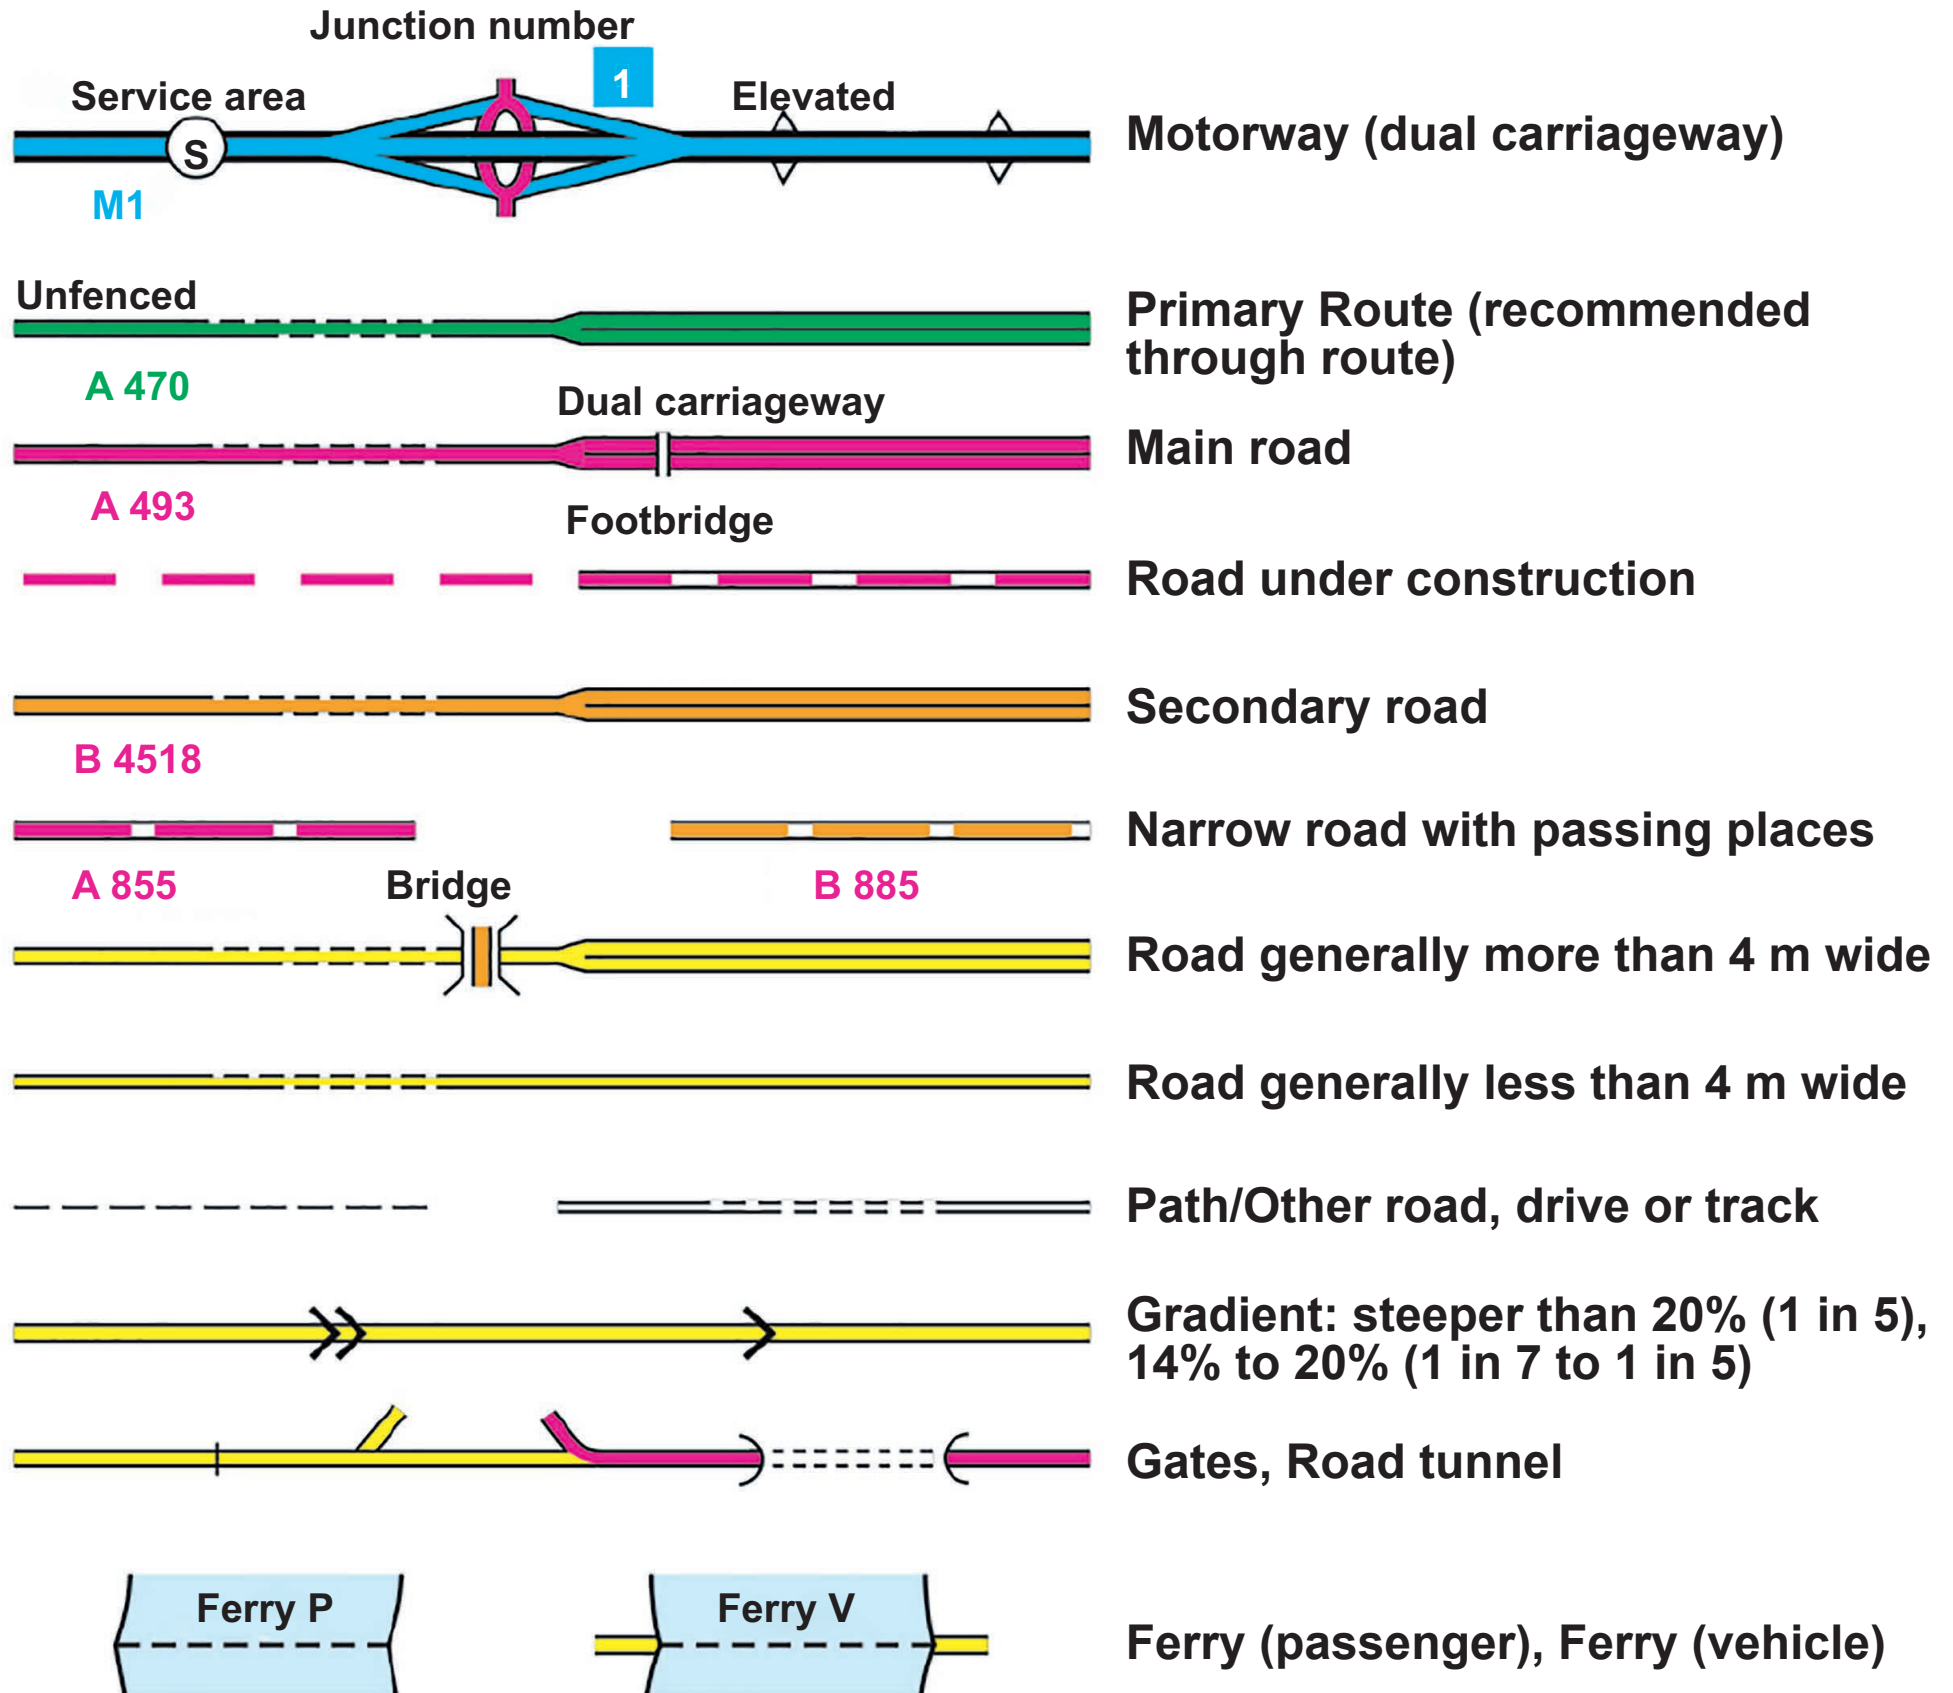 Junction number
1
Service area
Elevated
S
Motorway (dual carriageway)
M1
Unfenced
Primary Route (recommended
through route)
A 470
Dual carriageway
Main road
A 493
Footbridge
Road under construction
Secondary road
B 4518
Narrow road with passing places
A 855
Bridge
B 885
Road generally more than 4 m wide
Road generally less than 4 m wide
Path/Other road, drive or track
Gradient: steeper than 20% (1 in 5),
14% to 20% (1 in 7 to 1 in 5)
Gates, Road tunnel
Ferry P
Ferry V
Ferry (passenger), Ferry (vehicle)